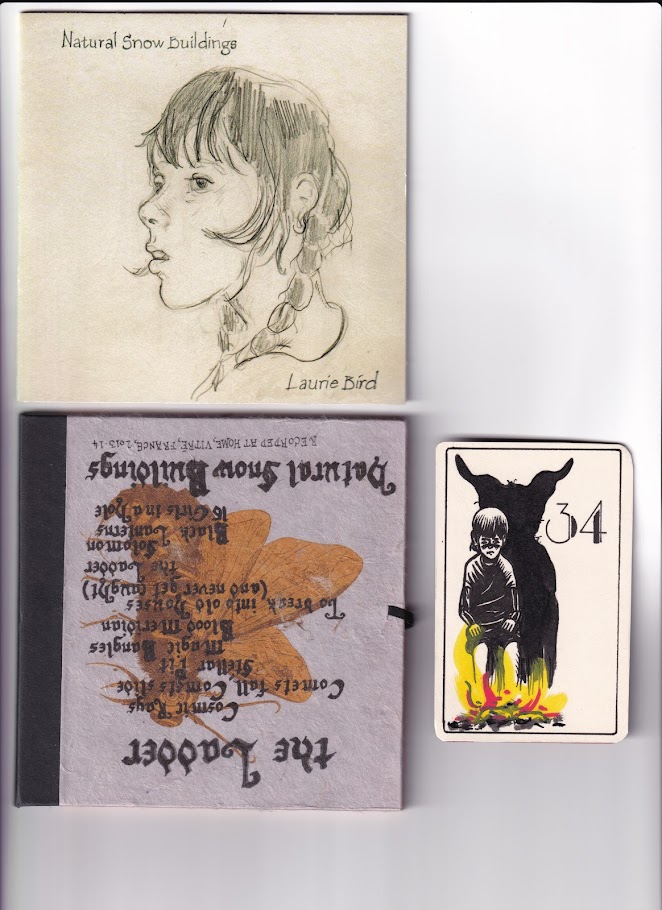 Natural Snow Buildings
Laurie Bird
the Ladder
Cosmic Rays
Comets fall, Comets slide
Stellar
Magic Bangles
Blood Meridian
To break into old houses
(and never get caught)
the Ladder
Solomon
Black Lanterns
16 Girls in a Hole
Natural Snow Buildings
RECORDED AT HOME, VITRÉ, FRANCE, 2013-14
34